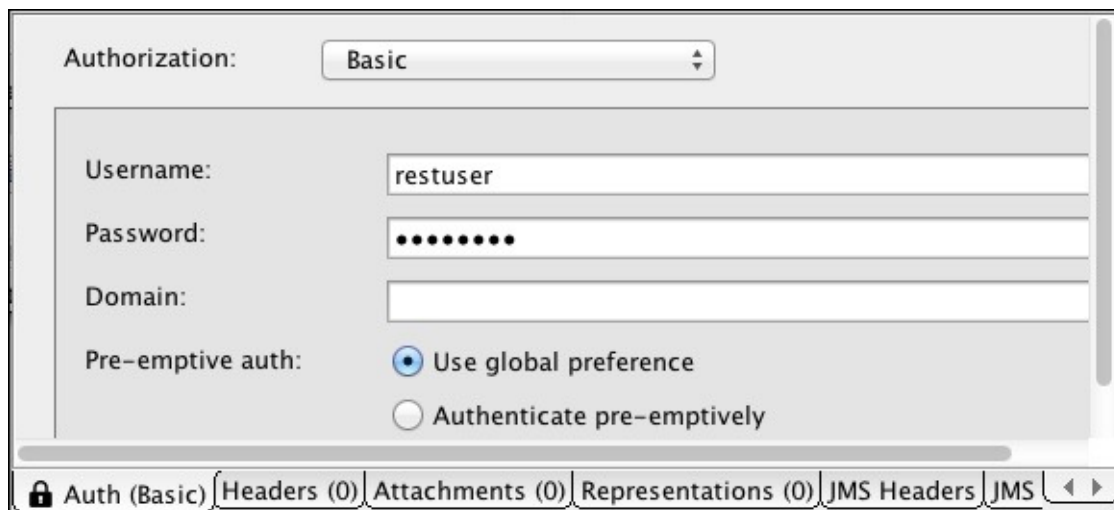 Authorization: Basic
Username: restuser
Password: ••••••••
Domain:
Pre-emptive auth: Use global preference
Authenticate pre-emptively
Auth (Basic) Headers (0) Attachments (0) Representations (0) JMS Headers JMS